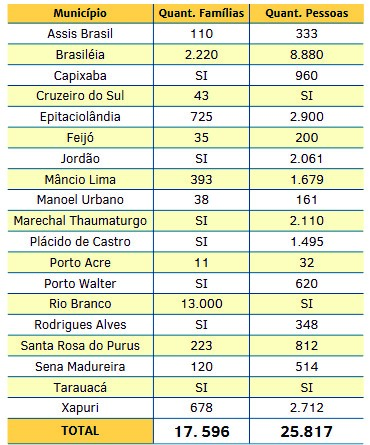 Município Quant. Famílias Quant. Pessoas
Assis Brasil 110 333
Brasiléia 2.220 8.880
Capixaba SI 960
Cruzeiro do Sul 43 SI
Epitaciolândia 725 2.900
Feijó 35 200
Jordão SI 2.061
Mâncio Lima 393 1.679
Manoel Urbano 38 161
Marechal Thaumaturgo SI 2.110
Plácido de Castro SI 1.495
Porto Acre 11 32
Porto Walter SI 620
Rio Branco 13.000 SI
Rodrigues Alves SI 348
Santa Rosa do Purus 223 812
Sena Madureira 120 514
Tarauacá SI SI
Xapuri 678 2.712
TOTAL 17. 596 25.817